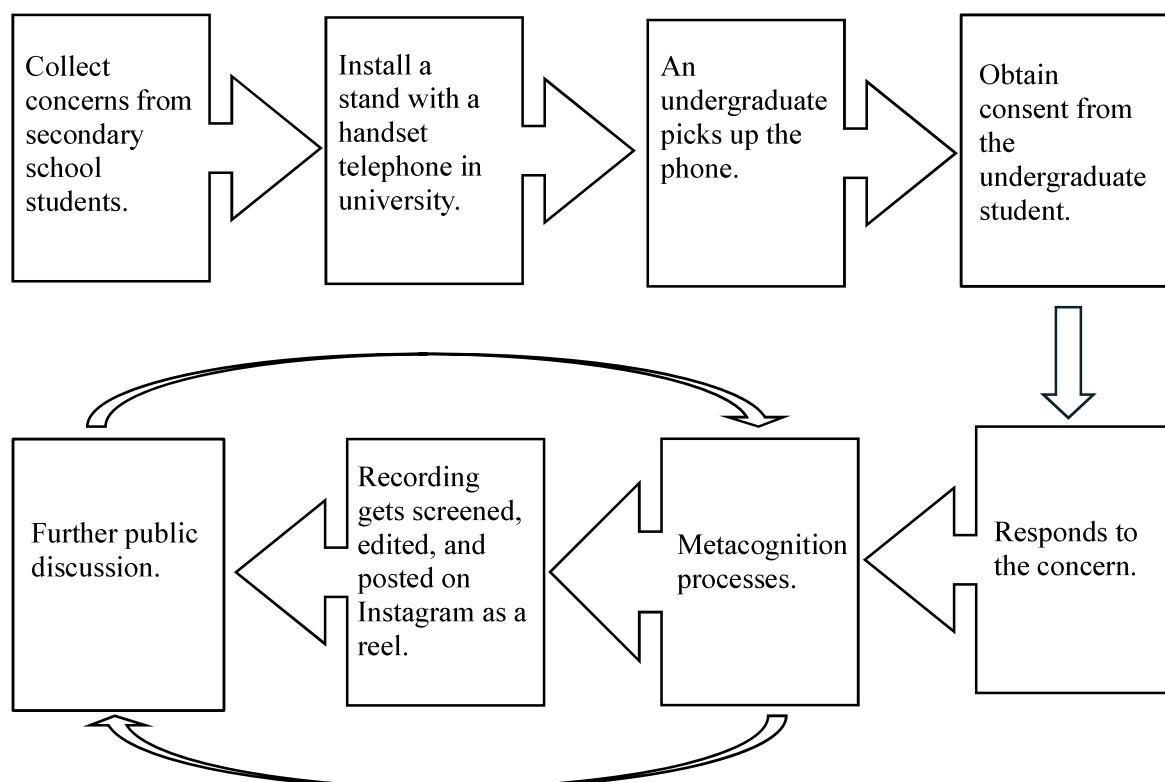 Collect
concerns from
secondary
school
students.
Install a
stand with a
handset
telephone in
university.
An
undergraduate
picks up the
phone.
Obtain
consent from
the
undergraduate
student.
Responds to
the concern.
Metacognition
processes.
Recording
gets screened,
edited, and
posted on
Instagram as a
reel.
Further public
discussion.